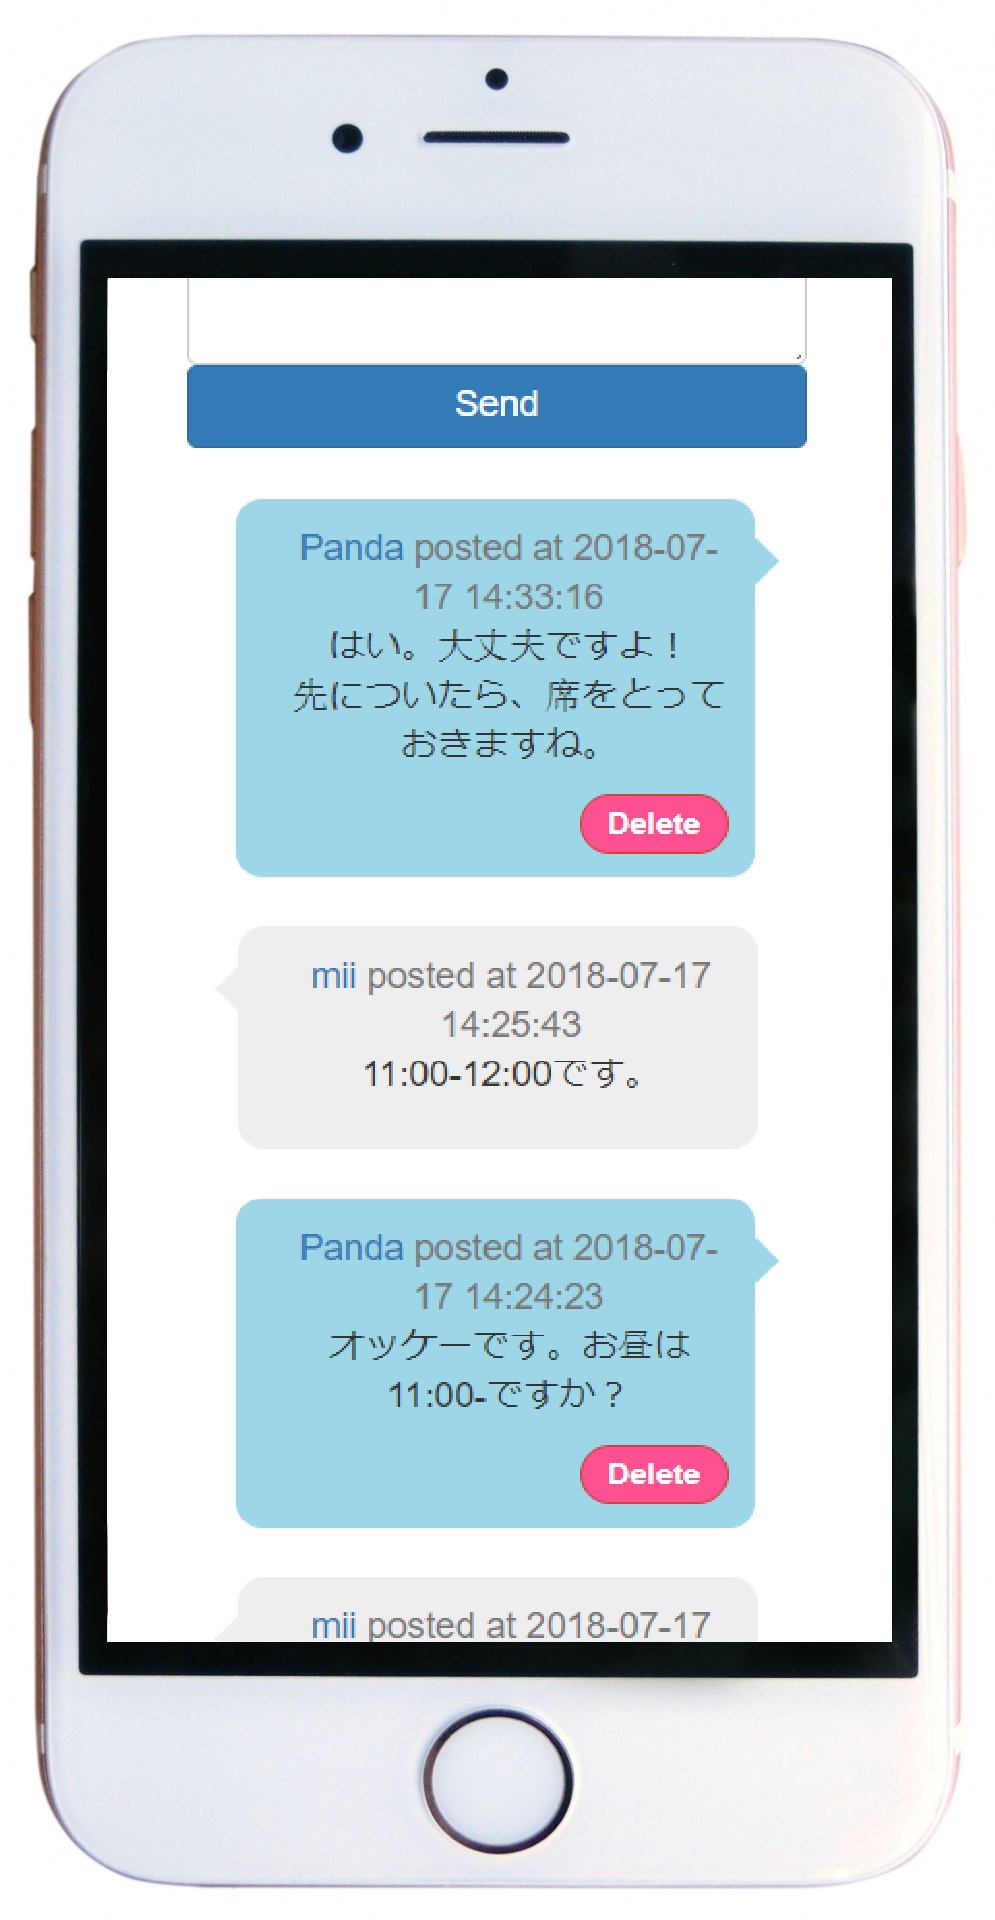 Send
Panda posted at 2018-07-
17 14:33:16
はい。大丈夫ですよ！
先についたら、席をとって
おきますね。
Delete
mii posted at 2018-07-17
14:25:43
11:00-12:00です。
Panda posted at 2018-07-
17 14:24:23
オッケーです。お昼は
11:00-ですか？
Delete
mii posted at 2018-07-17